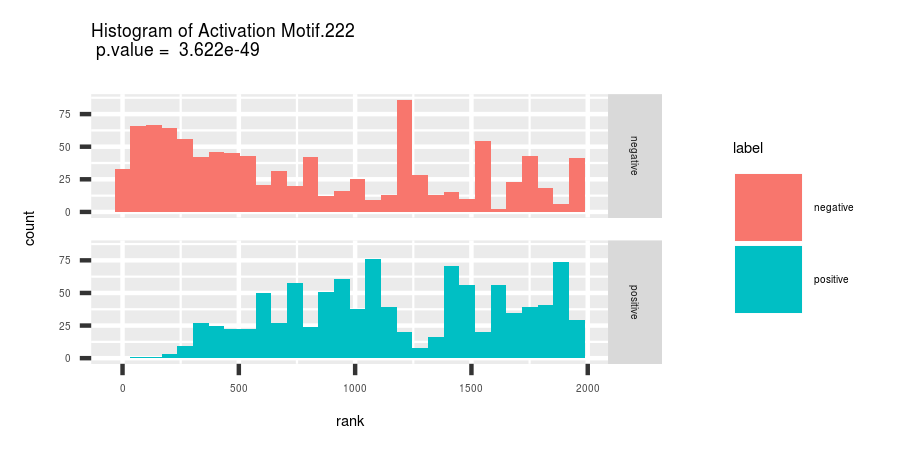 Histogram of Activation Motif.222
p.value = 3.622e-49
count
75
50
25
0
negative
75
50
25
0
positive
0 500 1000 1500 2000
rank
label
negative
positive